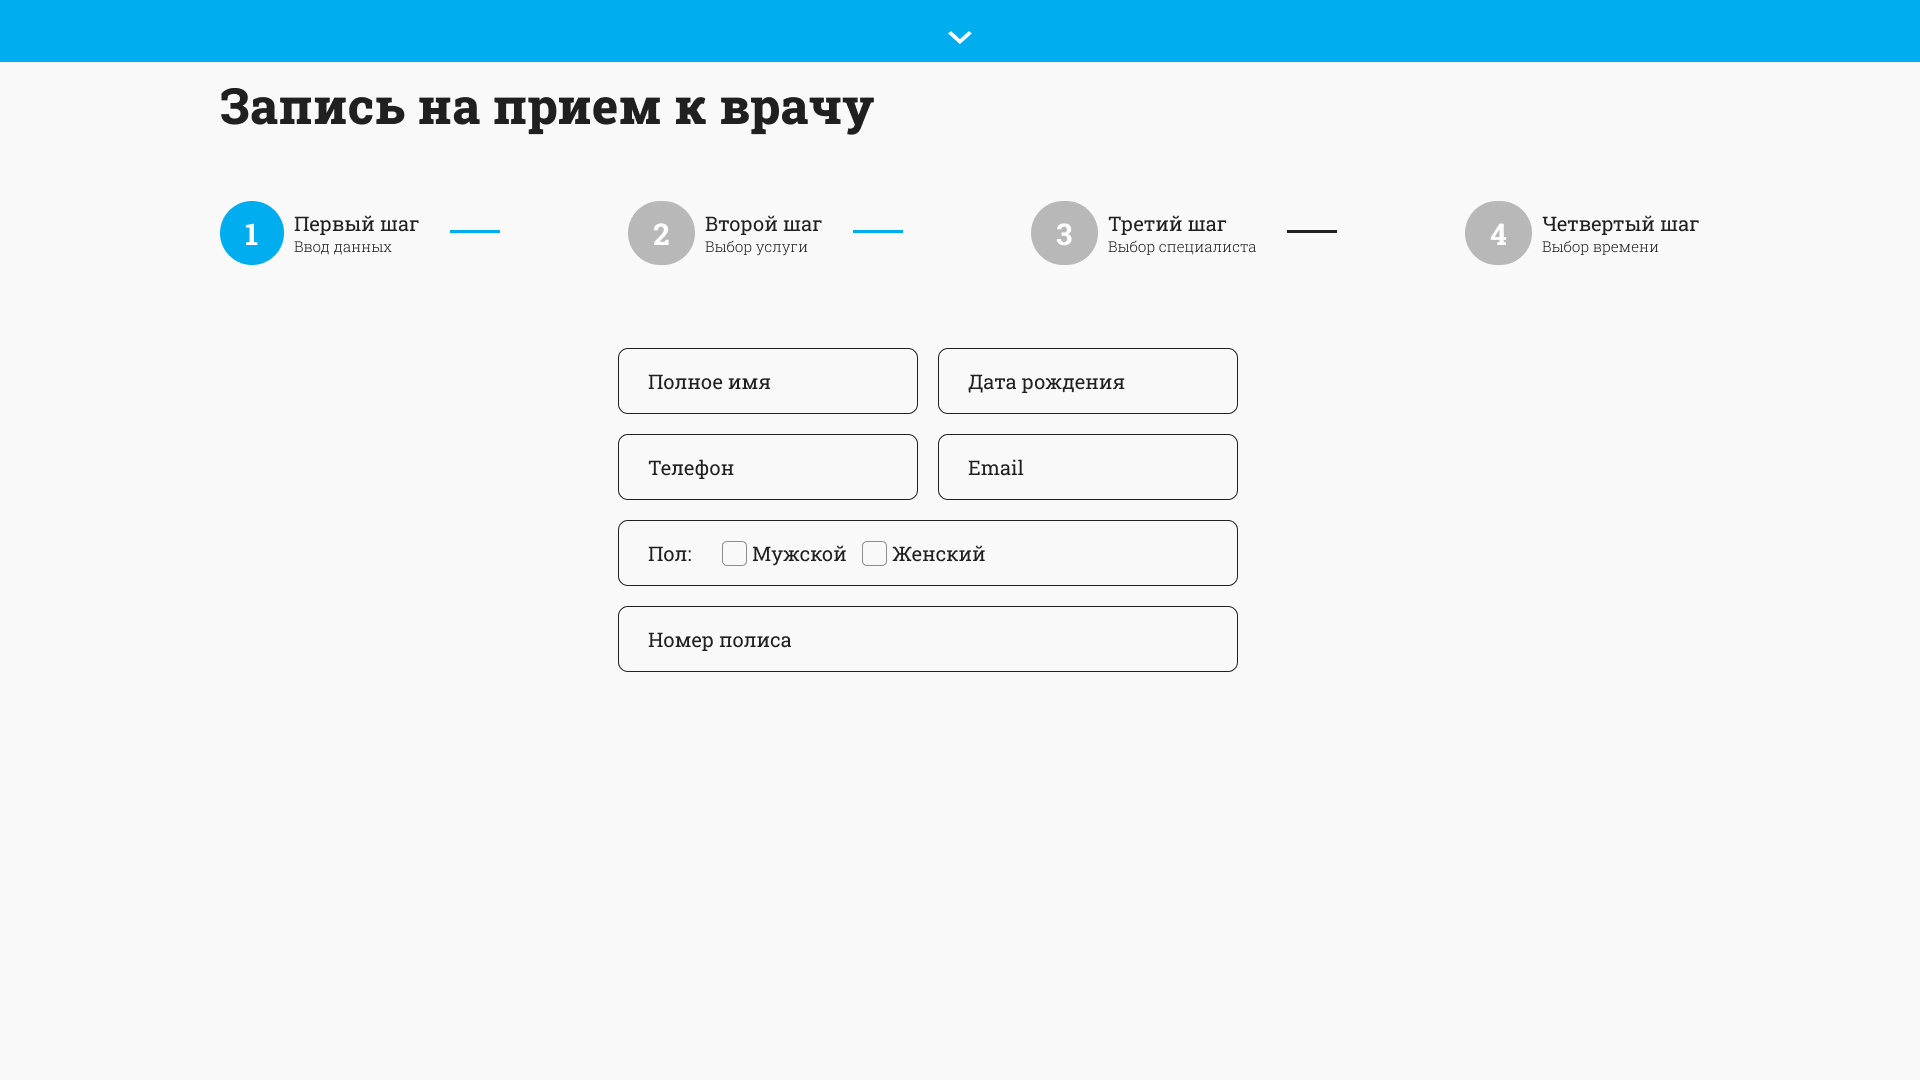 Запись на прием к врачу
1 Первый шаг
Ввод данных
2 Второй шаг
Выбор услуги
3 Третий шаг
Выбор специалиста
4 Четвертый шаг
Выбор времени
Полное имя
Дата рождения
Телефон
Email
Пол: Мужской Женский
Номер полиса